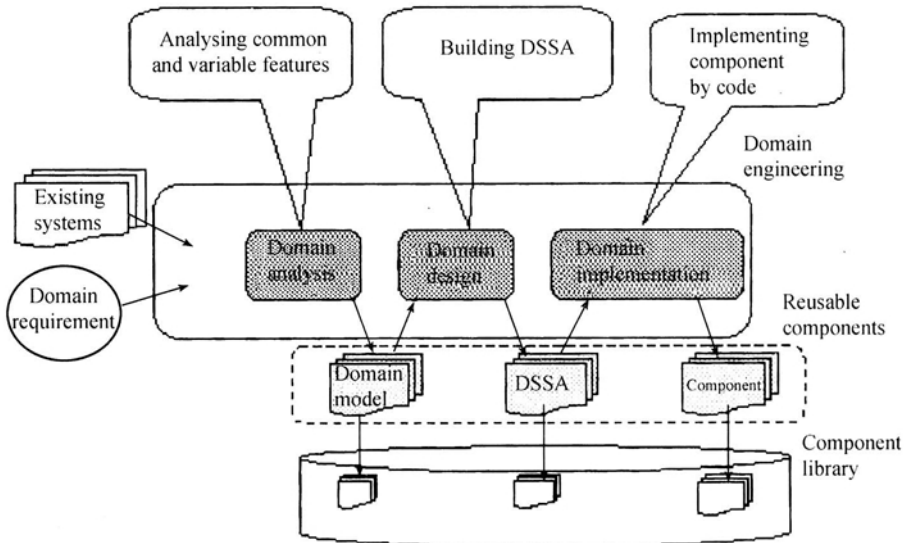 Analysing common
and variable features
Building DSSA
Implementing
component
by code
Domain
engineering
Existing
systems
Domain
requirement
Domain
analysis
Domain
design
Domain
implementation
Reusable
components
Domain
model
DSSA
Component
Component
library